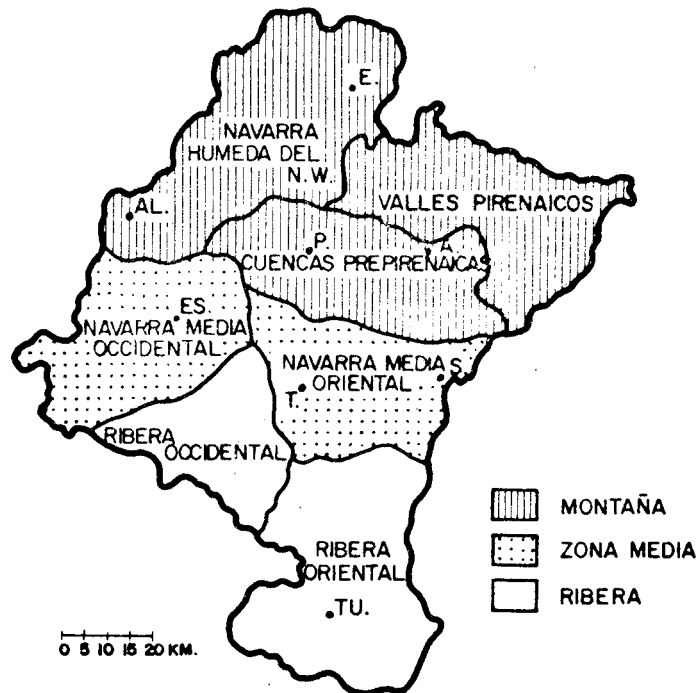 E.
NAVARRA
HUMEDA DEL
N.W.
VALLES PIRENAICOS
AL.
P.
A.
CUENCAS PREPIRENAICAS
ES.
NAVARRA MEDIA
OCCIDENTAL.
NAVARRA MEDIA
ORIENTAL
S.
T.
RIBERA
OCCIDENTAL
RIBERA
ORIENTAL
TU.
MONTAÑA
ZONA MEDIA
RIBERA
0 5 10 15 20 KM.